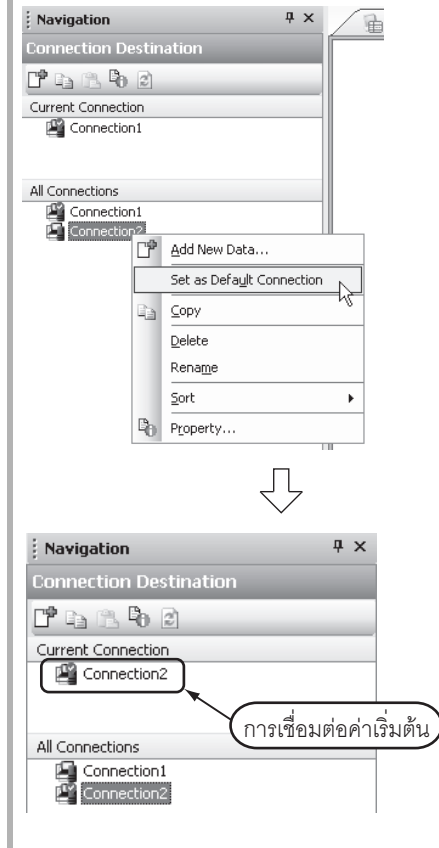 Navigation
Connection Destination
Current Connection
Connection1
All Connections
Connection1
Connection2
Add New Data...
Set as Default Connection
Copy
Delete
Rename
Sort
Property...
Navigation
Connection Destination
Current Connection
Connection2
การเชื่อมต่อค่าเริ่มต้น
All Connections
Connection1
Connection2